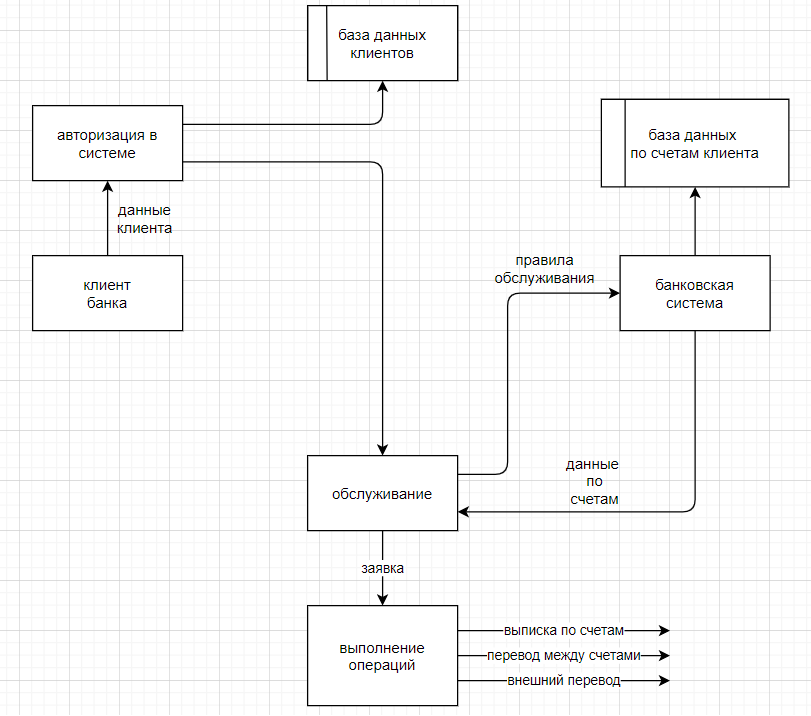 база данных
клиентов
авторизация в
системе
база данных
по счетам клиента
данные
клиента
клиент
банка
правила
обслуживания
банковская
система
обслуживание
данные
по
счетам
заявка
выполнение
операций
выписка по счетам
перевод между счетами
внешний перевод